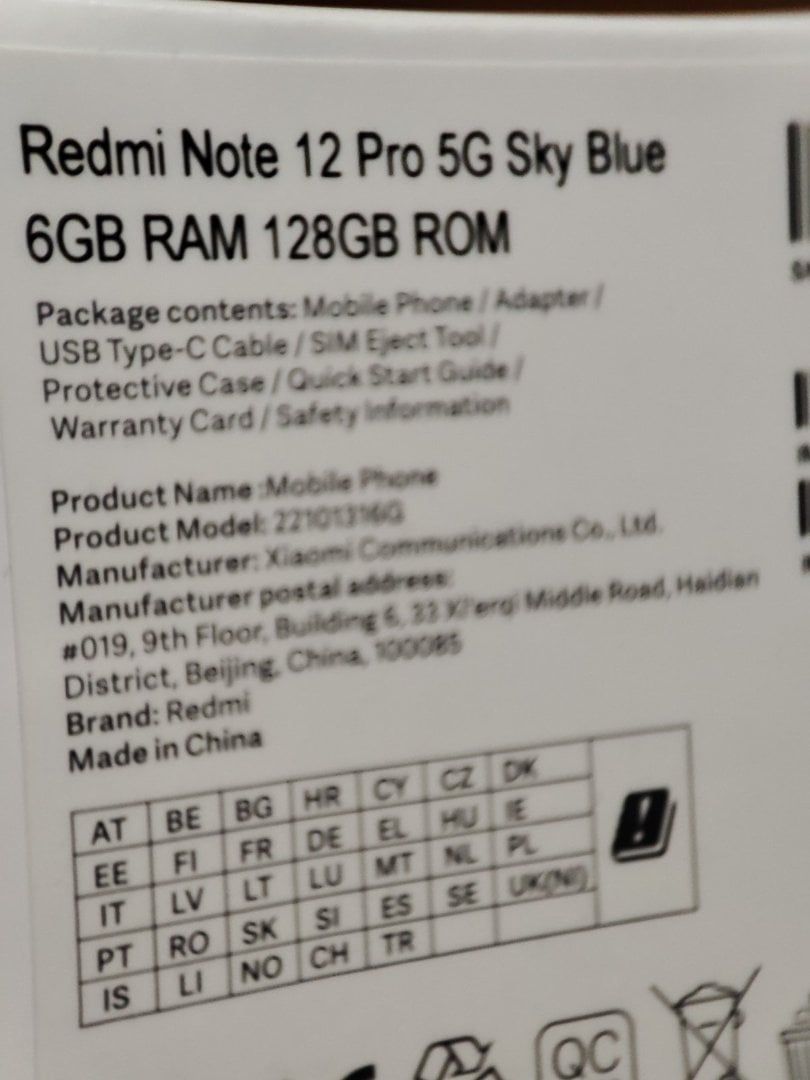 Redmi Note 12 Pro 5G Sky Blue
6GB RAM 128GB ROM
Package contents: Mobile Phone / Adapter /
USB Type-C Cable / SIM Eject Tool /
Protective Case / Quick Start Guide /
Warranty Card / Safety Information
Product Name :Mobile Phone
Product Model: 22101316G
Manufacturer: Xiaomi Communications Co., Ltd.
Manufacturer postal address:
#019, 9th Floor, Building 6, 33 Xi'erqi Middle Road, Haidian
District, Beijing, China, 100085
Brand: Redmi
Made in China
AT BE BG HR CY CZ DK
EE FI FR DE EL HU IE
IT LV LT LU MT NL PL
PT RO SK SI ES SE UK(NI)
IS LI NO CH TR
QC